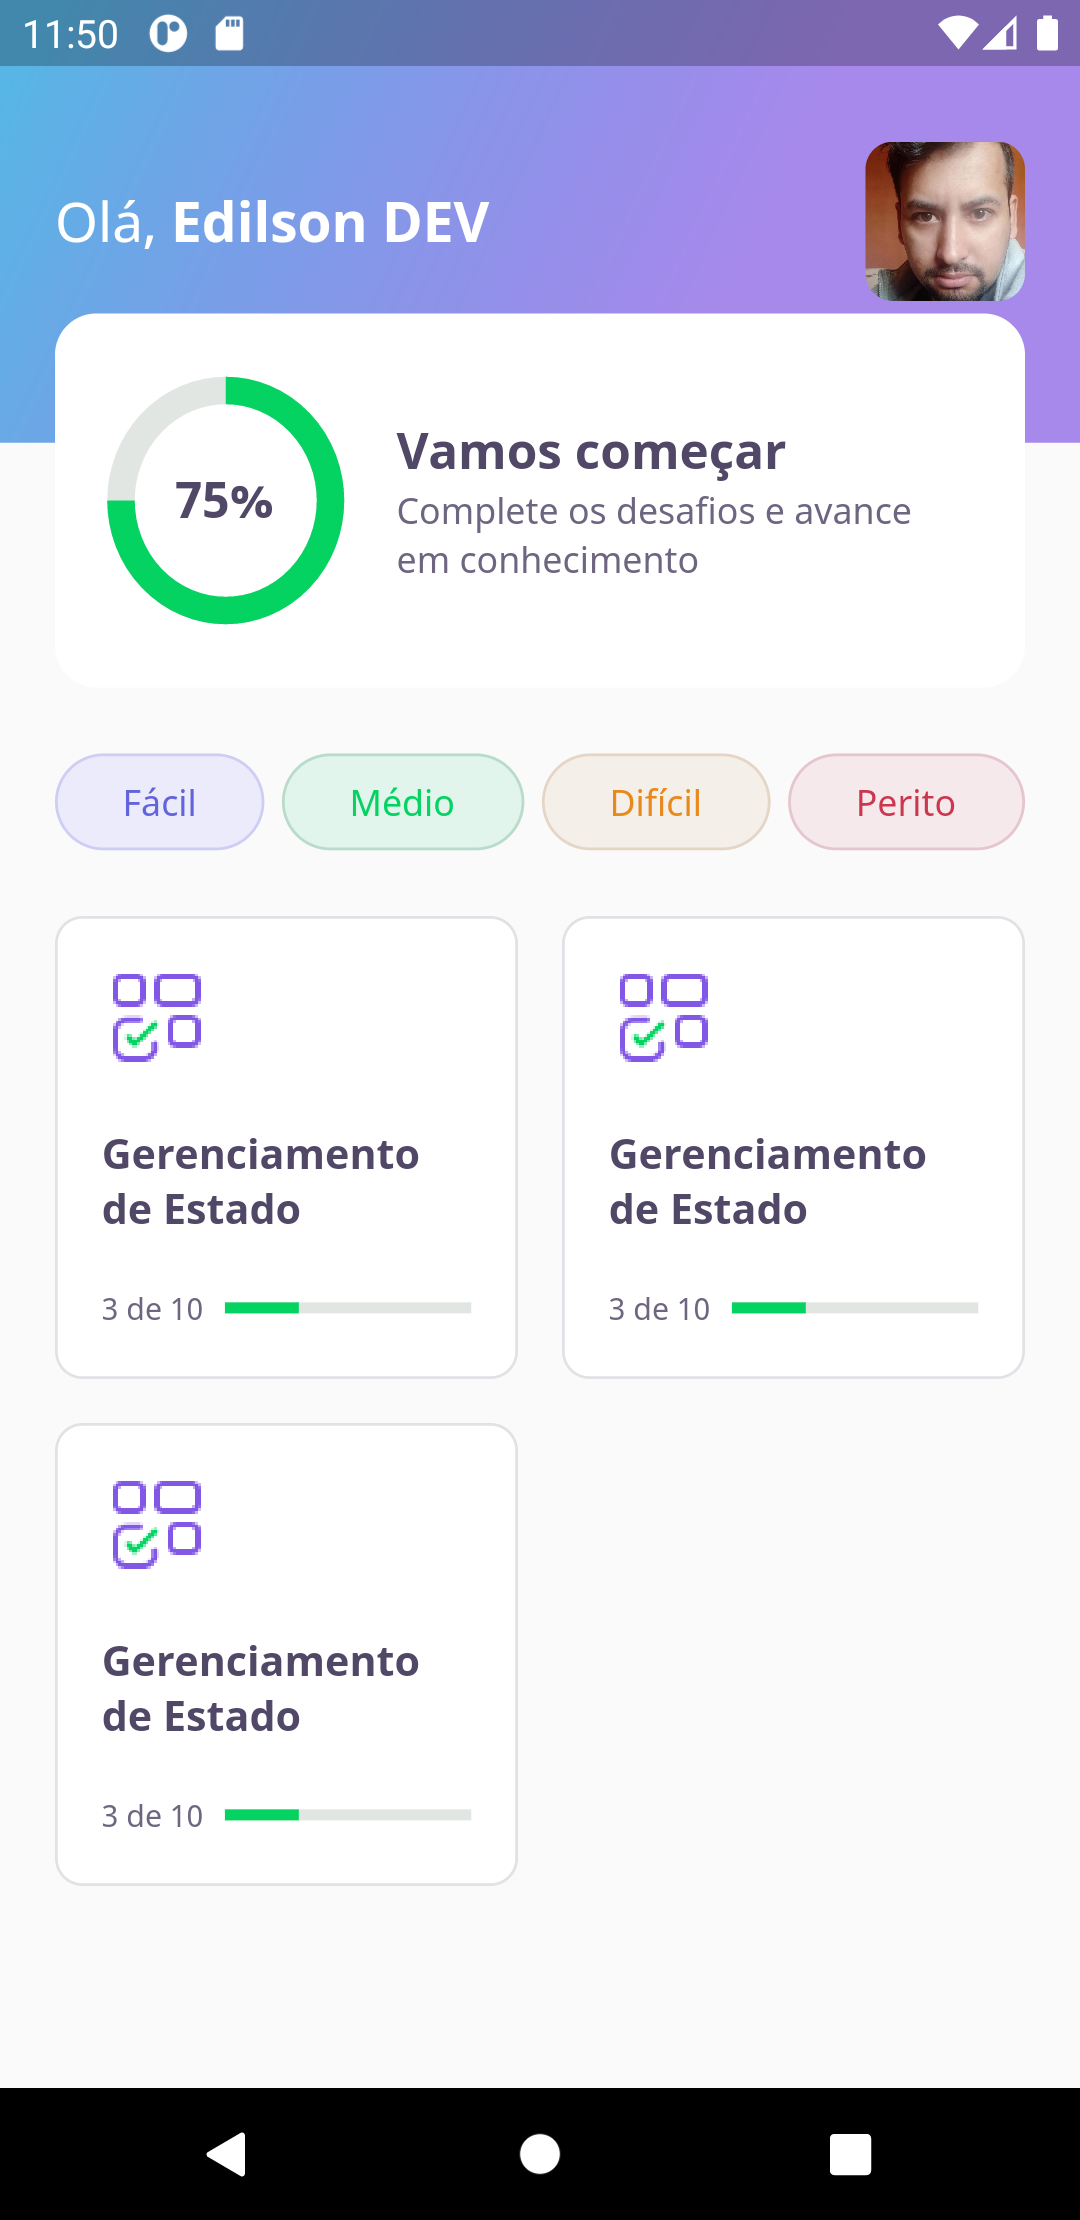 11:50
Olá, Edilson DEV
75%
Vamos começar
Complete os desafios e avance
em conhecimento
Fácil
Médio
Difícil
Perito
Gerenciamento
de Estado
3 de 10
Gerenciamento
de Estado
3 de 10
Gerenciamento
de Estado
3 de 10